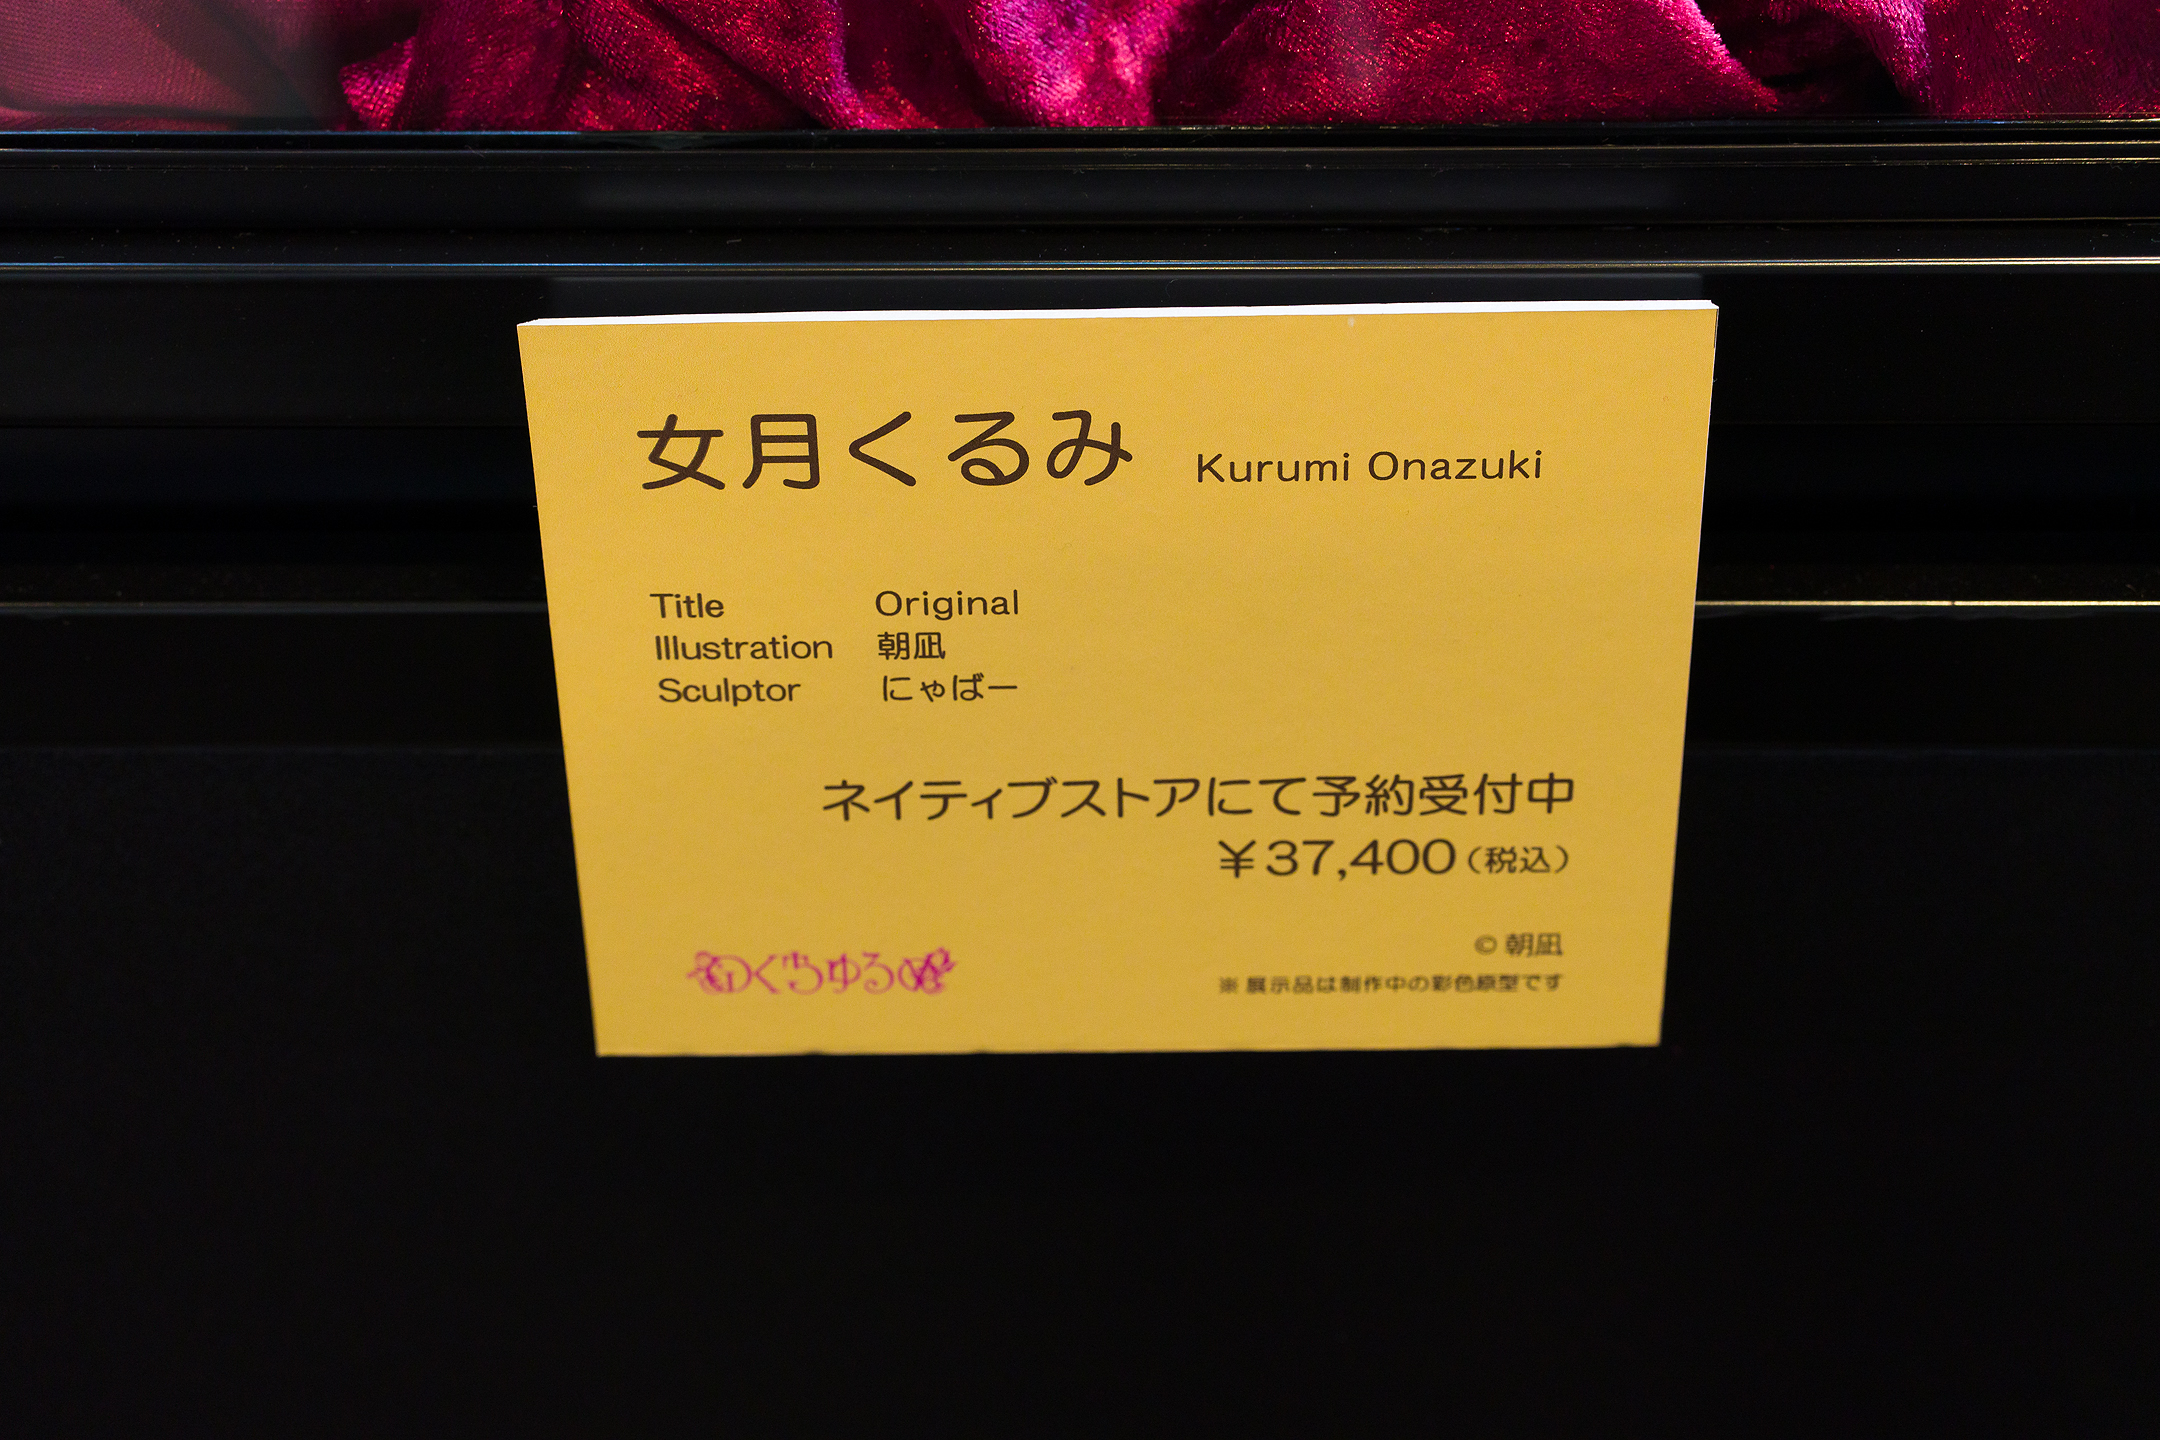 女月くるみ Kurumi Onazuki
Title Original
Illustration 朝凪
Sculptor にゃばー
ネイティブストアにて予約受付中
￥37,400（税込）
© 朝凪
※展示品は制作中の彩色原型です